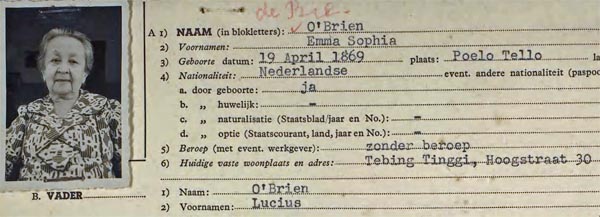 de Brie
A 1) NAAM (in blokletters): O'Brien
2) Voornamen: Emma Sophia
3) Geboorte datum: 19 April 1869 plaats: Poelo Tello la
4) Nationaliteit: Nederlandse event. andere nationaliteit (paspoo
a. door geboorte: ja
b. „ huwelijk: -
c. „ naturalisatie (Staatsblad/jaar en No.): -
d. „ optie (Staatscourant, land, jaar en No.): -
5) Beroep (met event. werkgever): zonder beroep
6) Huidige vaste woonplaats en adres: Tebing Tinggi, Hoogstraat 30
B. VADER
1) Naam: O'Brien
2) Voornamen: Lucius